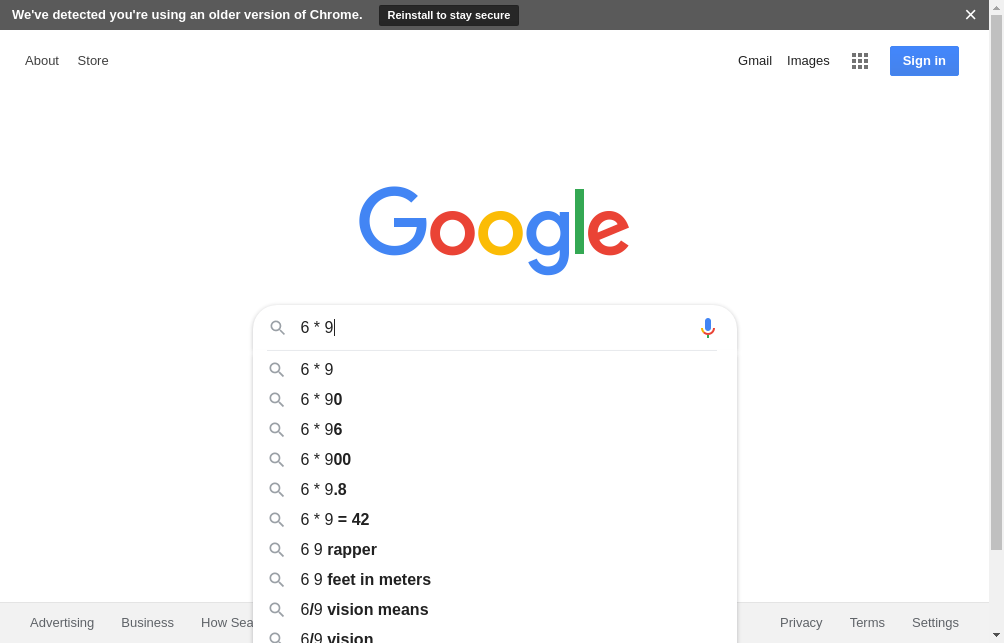 We've detected you're using an older version of Chrome. Reinstall to stay secure
About Store Gmail Images Sign in
Google
6 * 9
6 * 9
6 * 90
6 * 96
6 * 900
6 * 9.8
6 * 9 = 42
6 9 rapper
6 9 feet in meters
6/9 vision means
6/9 vision
Advertising Business How Sea Privacy Terms Settings